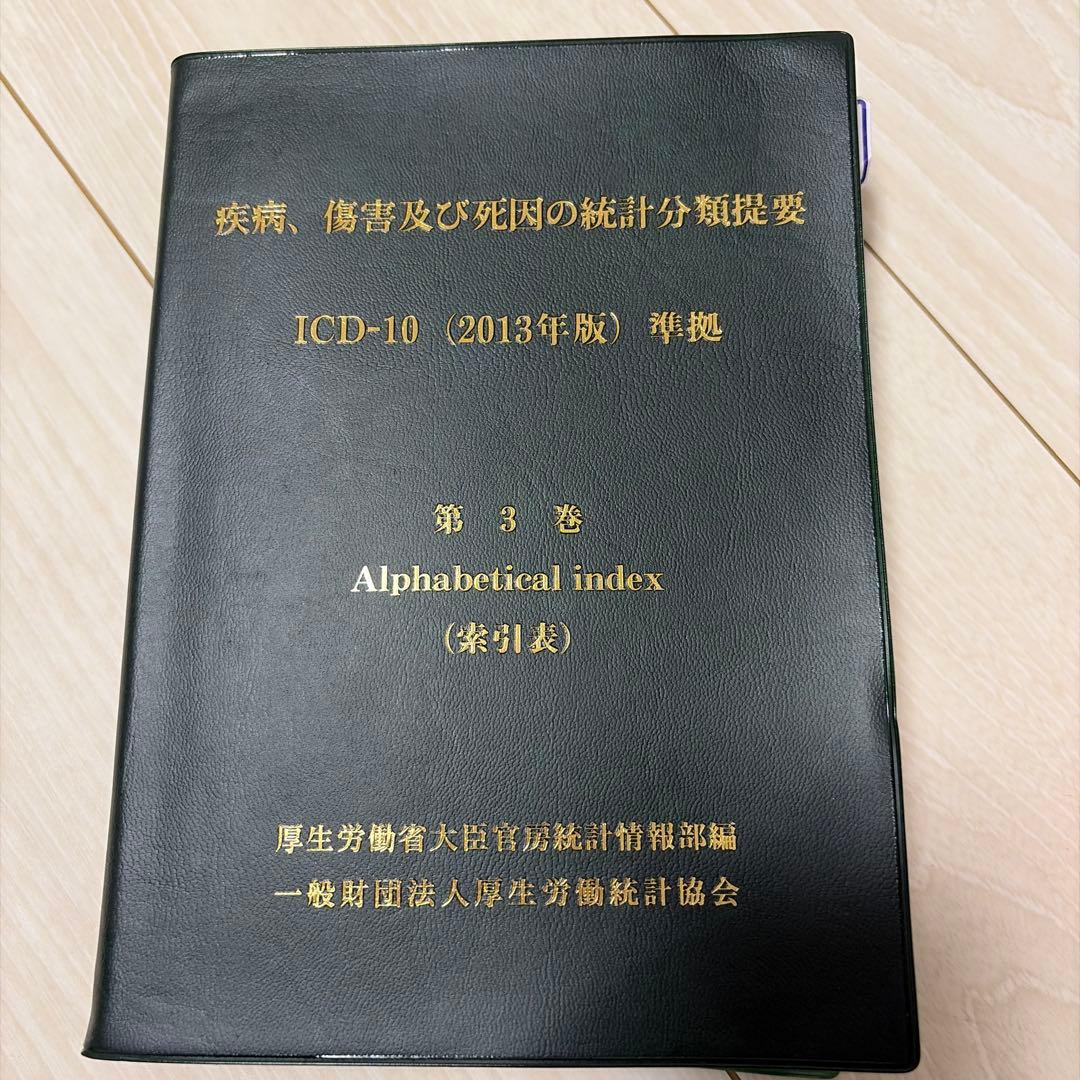 疾病、傷害及び死因の統計分類提要
ICD-10（2013年版）準拠
第 3 巻
Alphabetical index
(索引表)
厚生労働省大臣官房統計情報部編
一般財団法人厚生労働統計協会